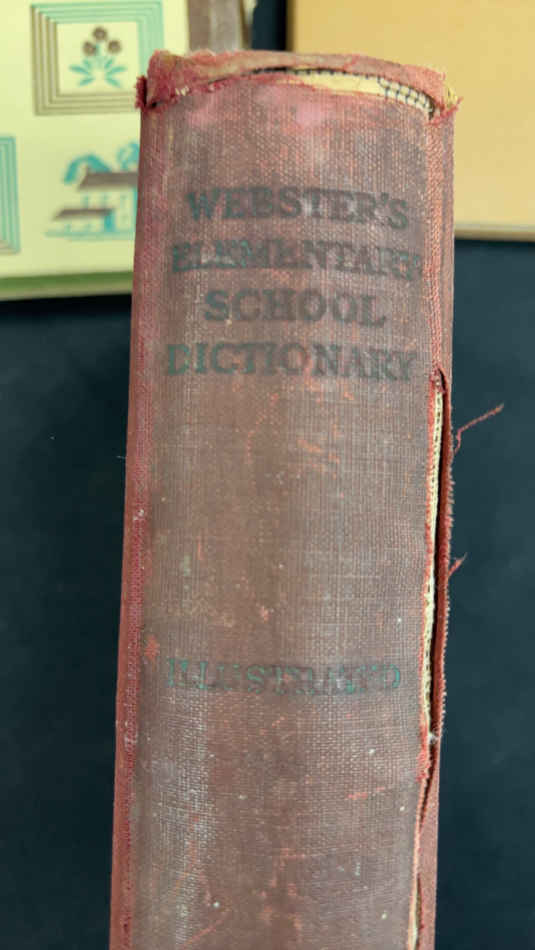 WEBSTER'S
ELEMENTARY
SCHOOL
DICTIONARY
ILLUSTRATED